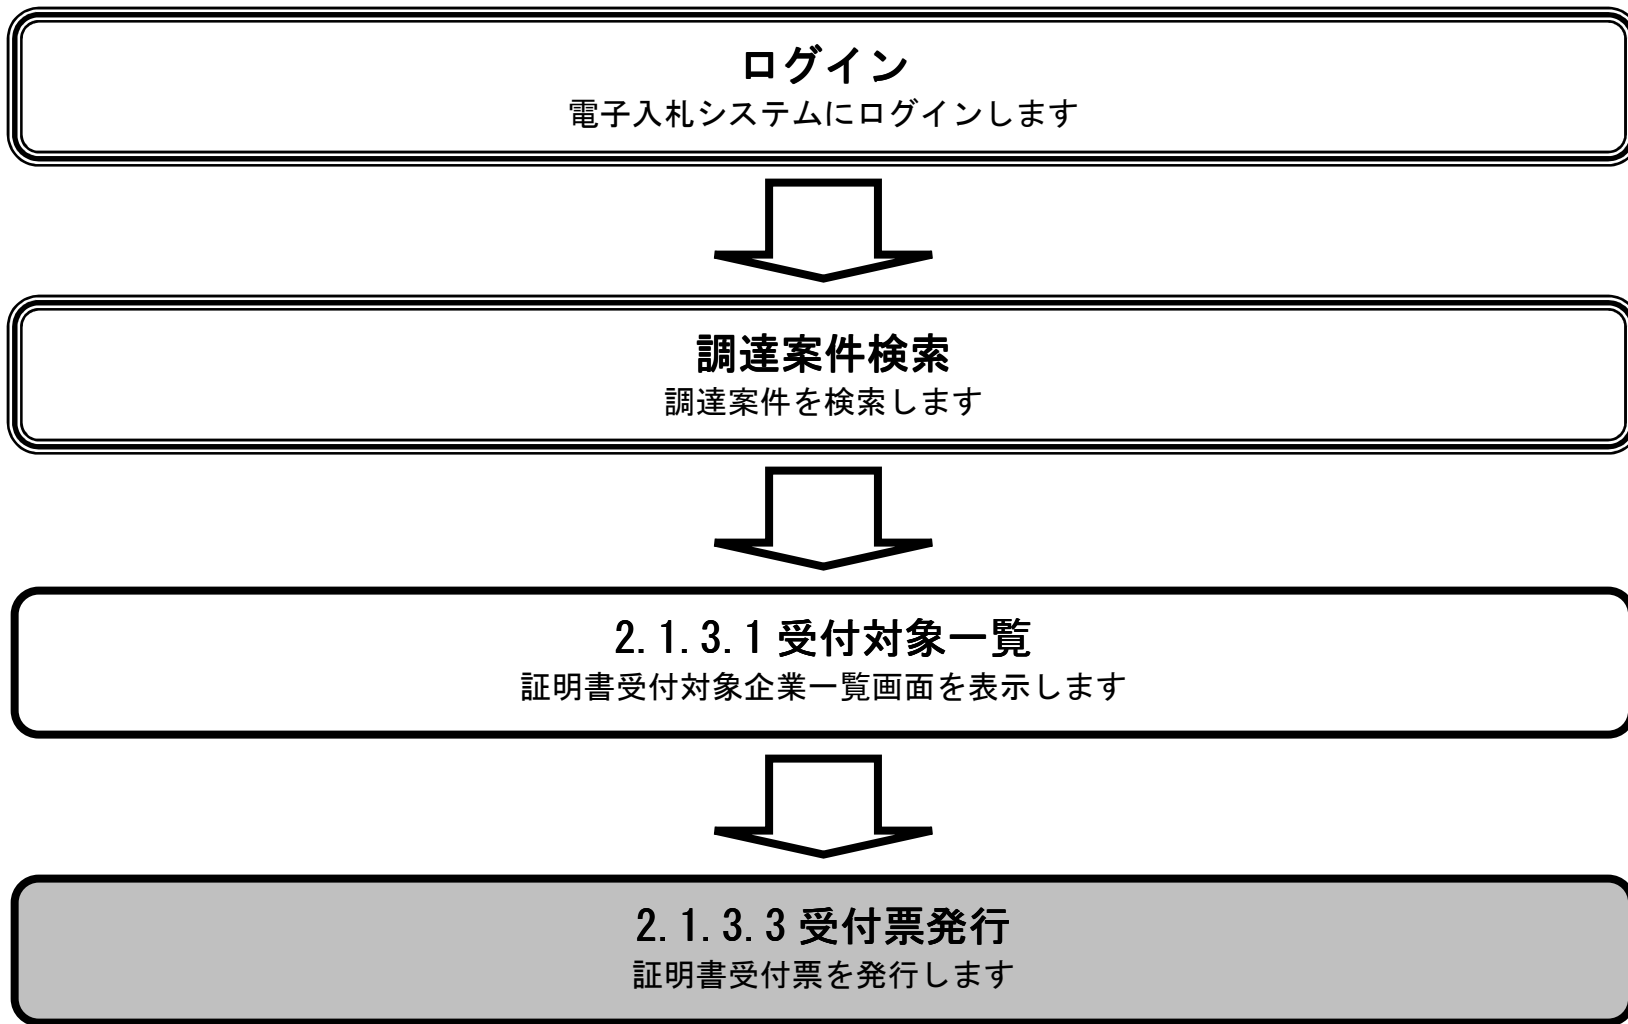 ログイン
電子入札システムにログインします
調達案件検索
調達案件を検索します
2.1.3.1 受付対象一覧
証明書受付対象企業一覧画面を表示します
2.1.3.3 受付票発行
証明書受付票を発行します